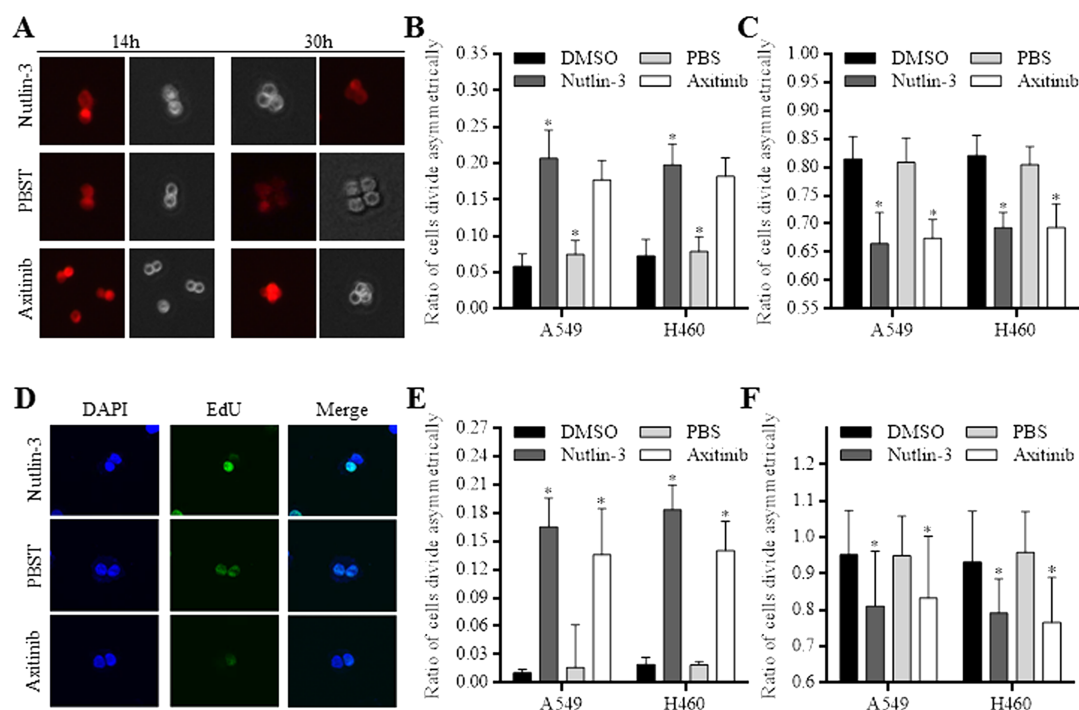 A
14h 30h
Nutlin-3
PBST
Axitinib
B
Ratio of cells divide asymmetrically
0.35
0.30
0.25
0.20
0.15
0.10
0.05
0.00
DMSO PBS
Nutlin-3 Axitinib
* * * *
A549 H460
C
Ratio of cells divide asymmetrically
1.00
0.95
0.90
0.85
0.80
0.75
0.70
0.65
0.60
0.55
DMSO PBS
Nutlin-3 Axitinib
* * * *
A549 H460
D
DAPI EdU Merge
Nutlin-3
PBST
Axitinib
E
Ratio of cells divide asymmetrically
0.27
0.24
0.21
0.18
0.15
0.12
0.09
0.06
0.03
0.00
DMSO PBS
Nutlin-3 Axitinib
* * * *
A549 H460
F
Ratio of cells divide asymmetrically
1.2
1.1
1.0
0.9
0.8
0.7
0.6
DMSO PBS
Nutlin-3 Axitinib
* * * *
A549 H460